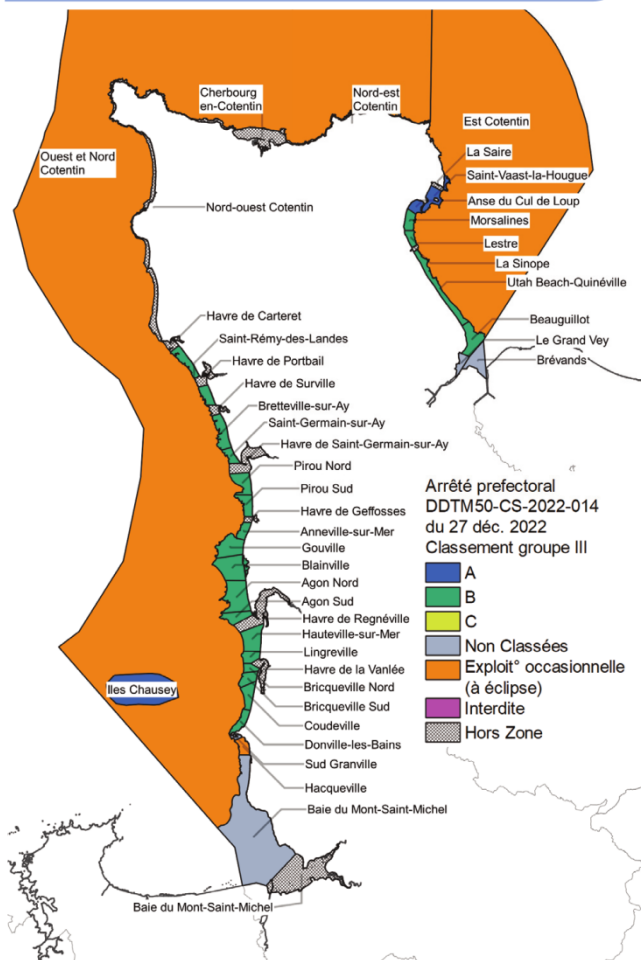 Cherbourg
en-Cotentin
Nord-est
Cotentin
Est Cotentin
La Saire
Ouest et Nord
Cotentin
Saint-Vaast-la-Hougue
Anse du Cul de Loup
Nord-ouest Cotentin
Morsalines
Lestre
La Sinope
Utah Beach-Quinéville
Havre de Carteret
Beauguillot
Saint-Rémy-des-Landes
Le Grand Vey
Havre de Portbail
Brévands
Havre de Surville
Bretteville-sur-Ay
Saint-Germain-sur-Ay
Havre de Saint-Germain-sur-Ay
Pirou Nord
Pirou Sud
Havre de Geffosses
Anneville-sur-Mer
Gouville
Blainville
Agon Nord
Agon Sud
Havre de Regnéville
Hauteville-sur-Mer
Lingreville
Havre de la Vanlée
Bricqueville Nord
Bricqueville Sud
Coudeville
Donville-les-Bains
Sud Granville
Hacqueville
Baie du Mont-Saint-Michel
Iles Chausey
Baie du Mont-Saint-Michel
Arrêté prefectoral
DDTM50-CS-2022-014
du 27 déc. 2022
Classement groupe III
A
B
C
Non Classées
Exploit° occasionnelle
(à éclipse)
Interdite
Hors Zone